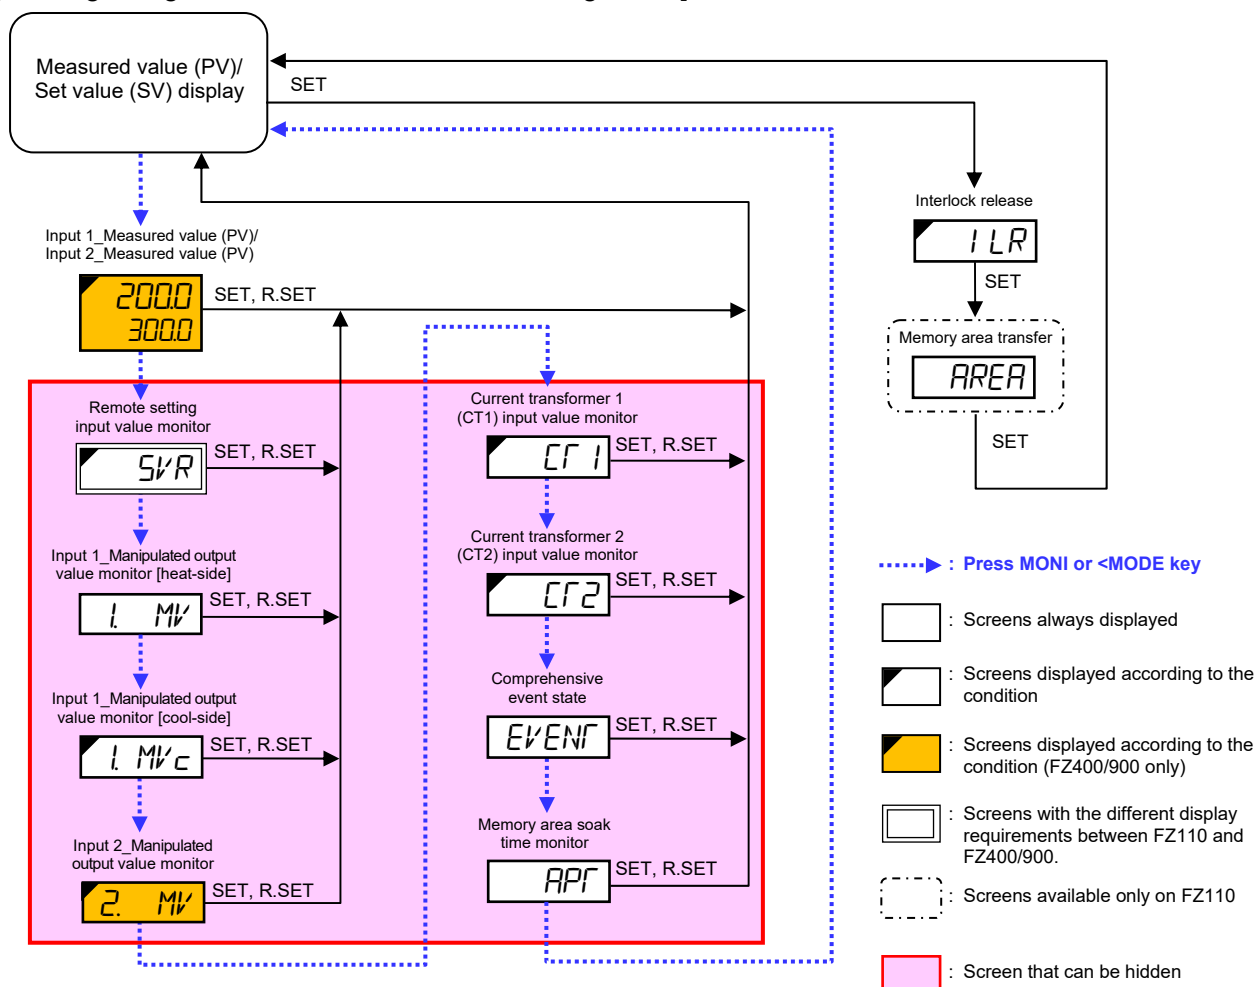 Measured value (PV)/
Set value (SV) display
SET
Input 1_Measured value (PV)/
Input 2_Measured value (PV)
200.0
300.0
SET, R.SET
Remote setting
input value monitor
SVR
SET, R.SET
Input 1_Manipulated output
value monitor [heat-side]
1. MV
SET, R.SET
Input 1_Manipulated output
value monitor [cool-side]
1. MVc
SET, R.SET
Input 2_Manipulated
output value monitor
2. MV
SET, R.SET
Current transformer 1
(CT1) input value monitor
CT1
SET, R.SET
Current transformer 2
(CT2) input value monitor
CT2
SET, R.SET
Comprehensive
event state
EVENT
SET, R.SET
Memory area soak
time monitor
APT
SET, R.SET
Interlock release
ILR
SET
Memory area transfer
AREA
SET
: Press MONI or <MODE key
: Screens always displayed
: Screens displayed according to the
condition
: Screens displayed according to the
condition (FZ400/900 only)
: Screens with the different display
requirements between FZ110 and
FZ400/900.
: Screens available only on FZ110
: Screen that can be hidden